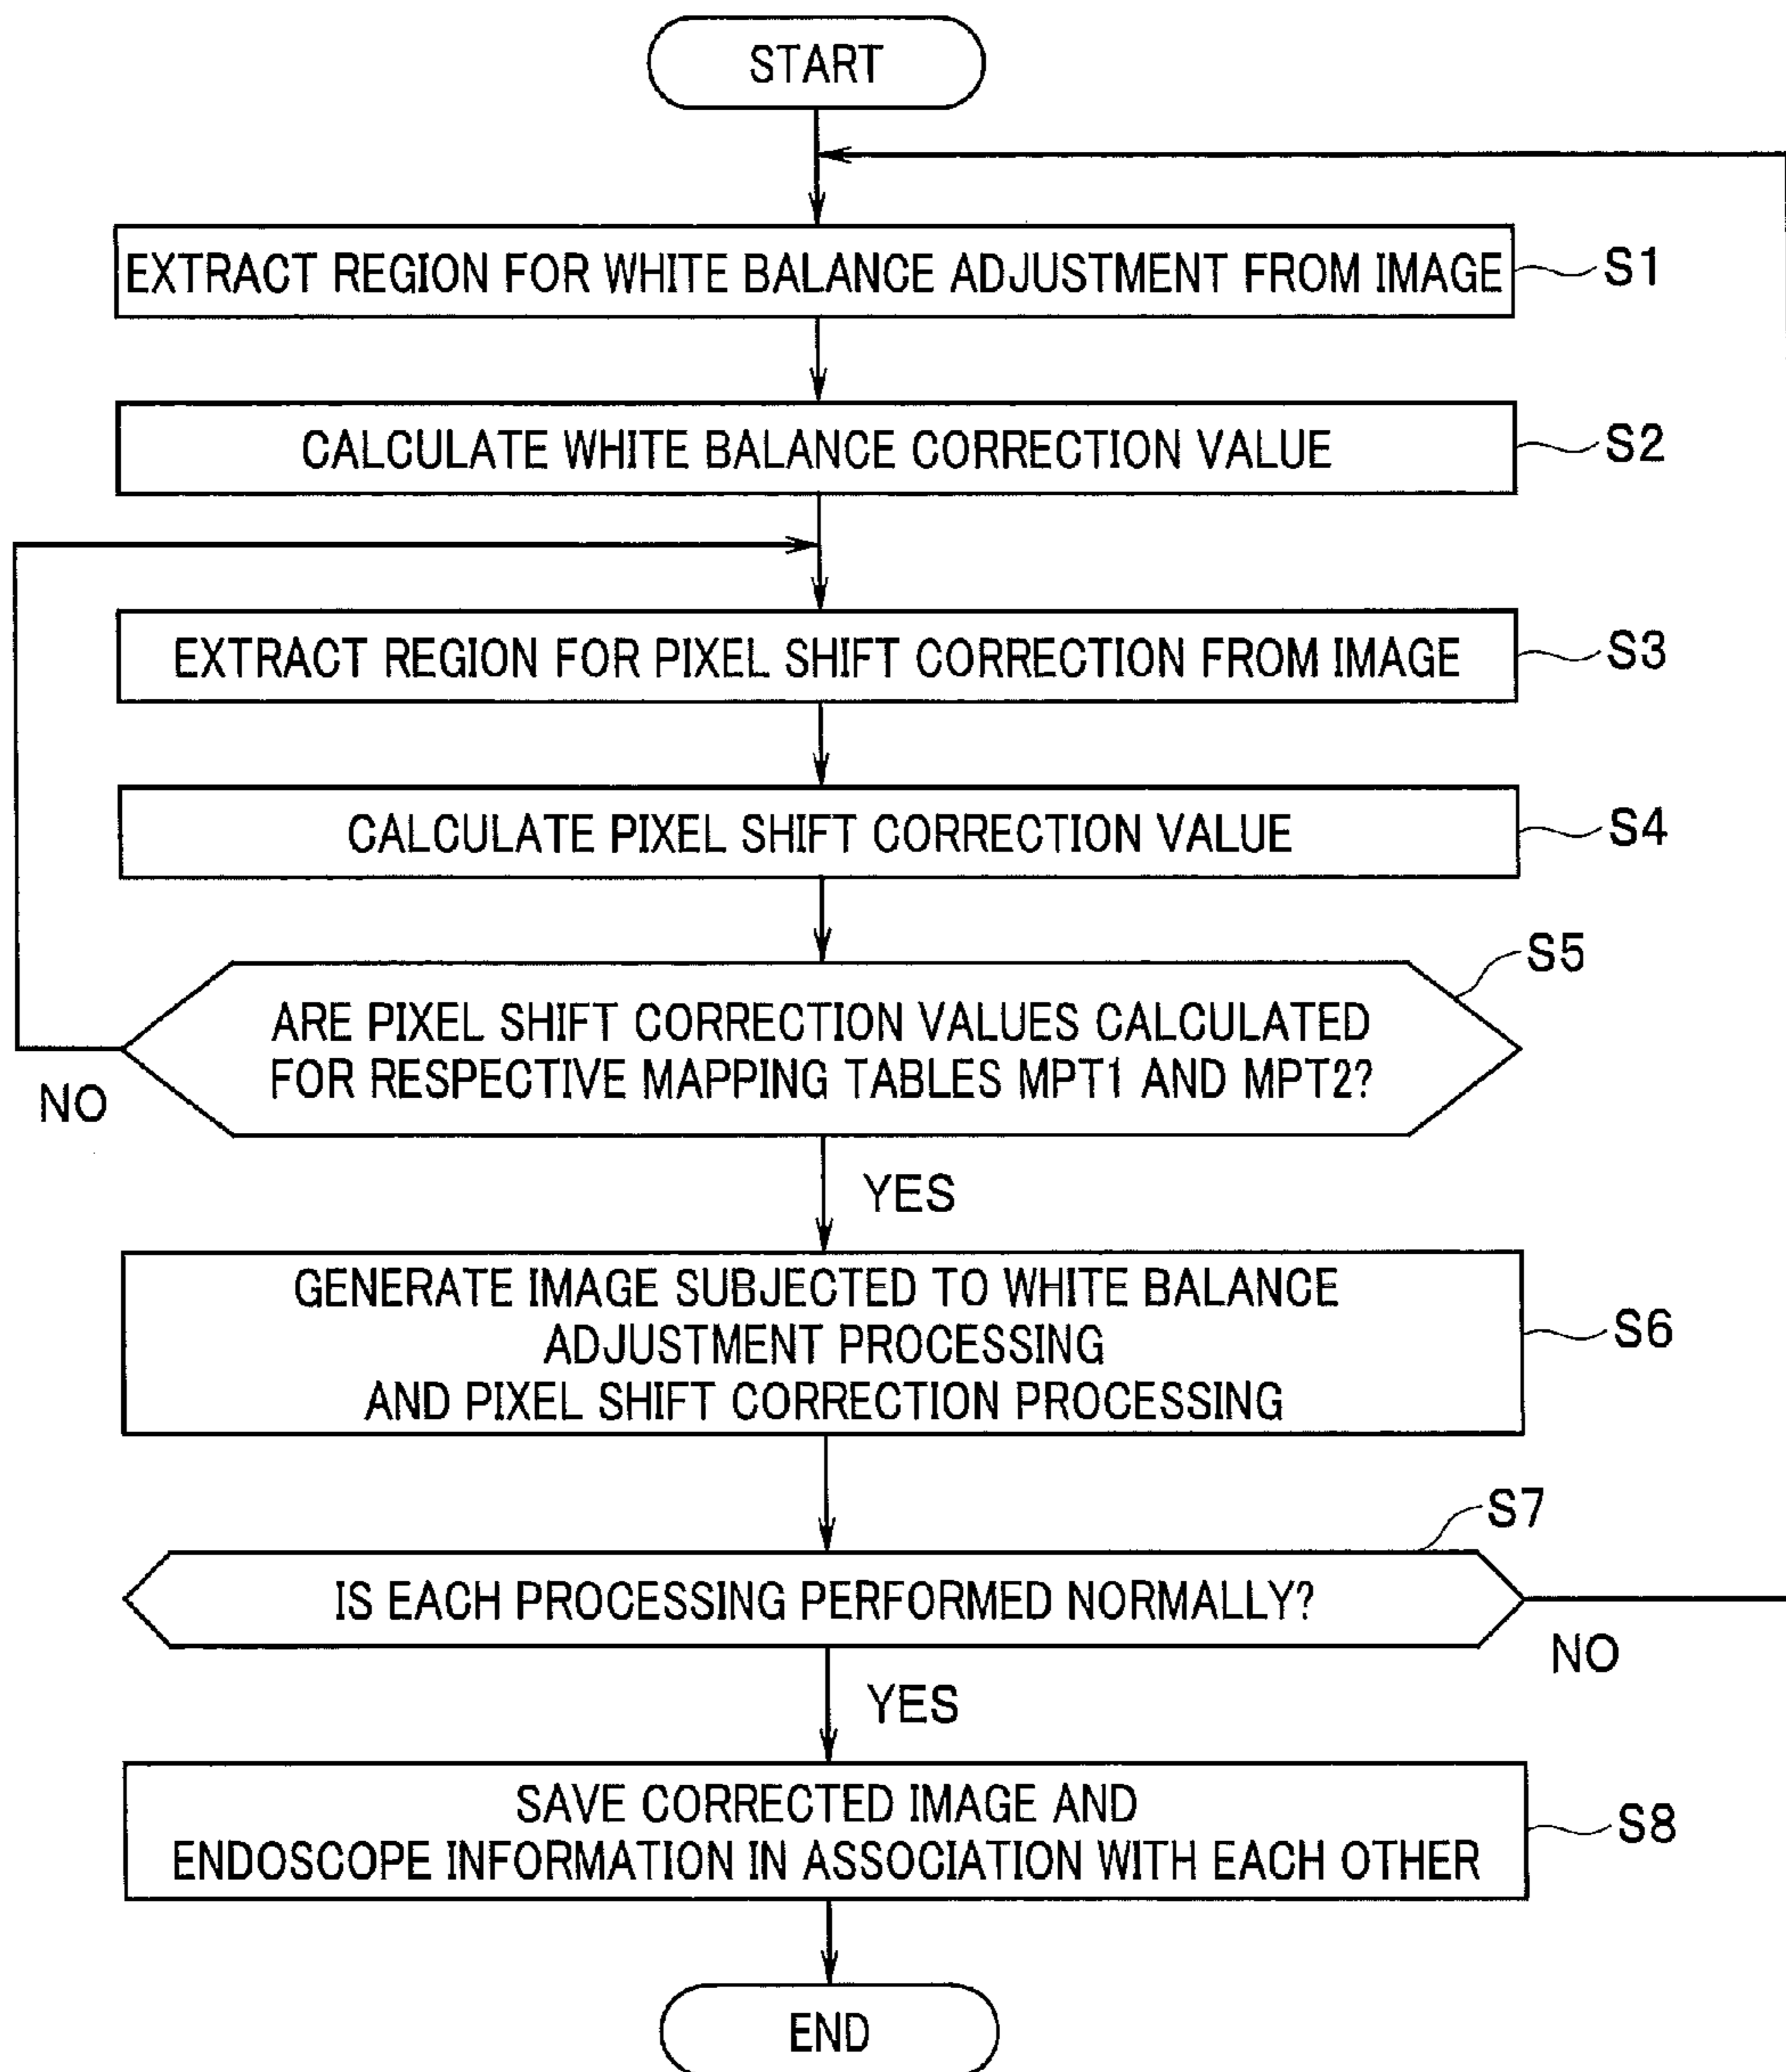 START
EXTRACT REGION FOR WHITE BALANCE ADJUSTMENT FROM IMAGE
S1
CALCULATE WHITE BALANCE CORRECTION VALUE
S2
EXTRACT REGION FOR PIXEL SHIFT CORRECTION FROM IMAGE
S3
CALCULATE PIXEL SHIFT CORRECTION VALUE
S4
S5
ARE PIXEL SHIFT CORRECTION VALUES CALCULATED
FOR RESPECTIVE MAPPING TABLES MPT1 AND MPT2?
NO
YES
GENERATE IMAGE SUBJECTED TO WHITE BALANCE
ADJUSTMENT PROCESSING
AND PIXEL SHIFT CORRECTION PROCESSING
S6
S7
IS EACH PROCESSING PERFORMED NORMALLY?
NO
YES
SAVE CORRECTED IMAGE AND
ENDOSCOPE INFORMATION IN ASSOCIATION WITH EACH OTHER
S8
END